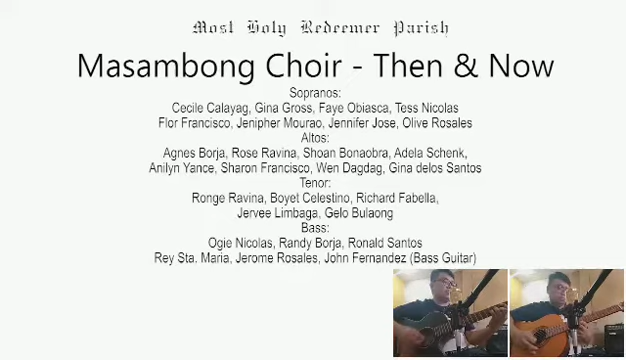 Most Holy Redeemer Parish
Masambong Choir - Then & Now
Sopranos:
Cecile Calayag, Gina Gross, Faye Obiasca, Tess Nicolas
Flor Francisco, Jenipher Mourao, Jennifer Jose, Olive Rosales
Altos:
Agnes Borja, Rose Ravina, Shoan Bonaobra, Adela Schenk,
Anilyn Yance, Sharon Francisco, Wen Dagdag, Gina delos Santos
Tenor:
Ronge Ravina, Boyet Celestino, Richard Fabella,
Jervee Limbaga, Gelo Bulaong
Bass:
Ogie Nicolas, Randy Borja, Ronald Santos
Rey Sta. Maria, Jerome Rosales, John Fernandez (Bass Guitar)